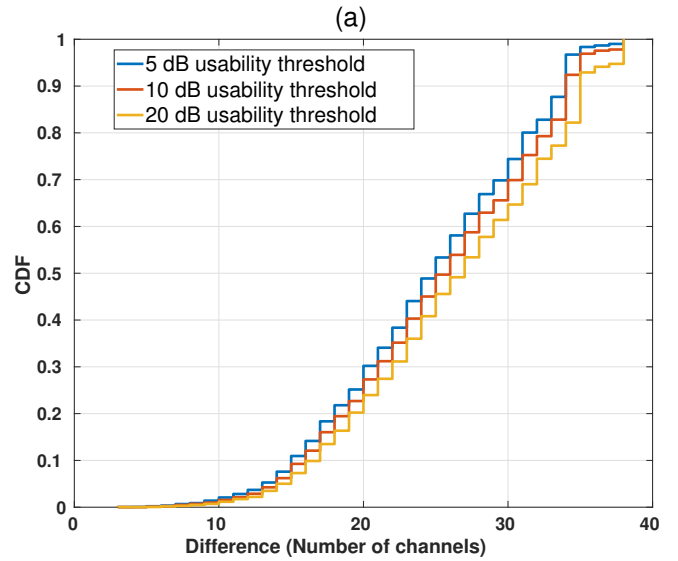 (a)
1
0.9
0.8
0.7
0.6
0.5
0.4
0.3
0.2
0.1
0
CDF
5 dB usability threshold
10 dB usability threshold
20 dB usability threshold
0 10 20 30 40
Difference (Number of channels)